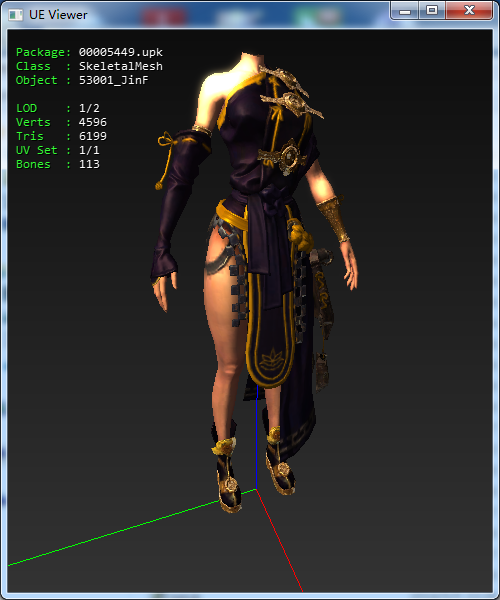 UE Viewer
Package: 00005449.upk
Class  : SkeletalMesh
Object : 53001_JinF
LOD    : 1/2
Verts  : 4596
Tris   : 6199
UV Set : 1/1
Bones  : 113